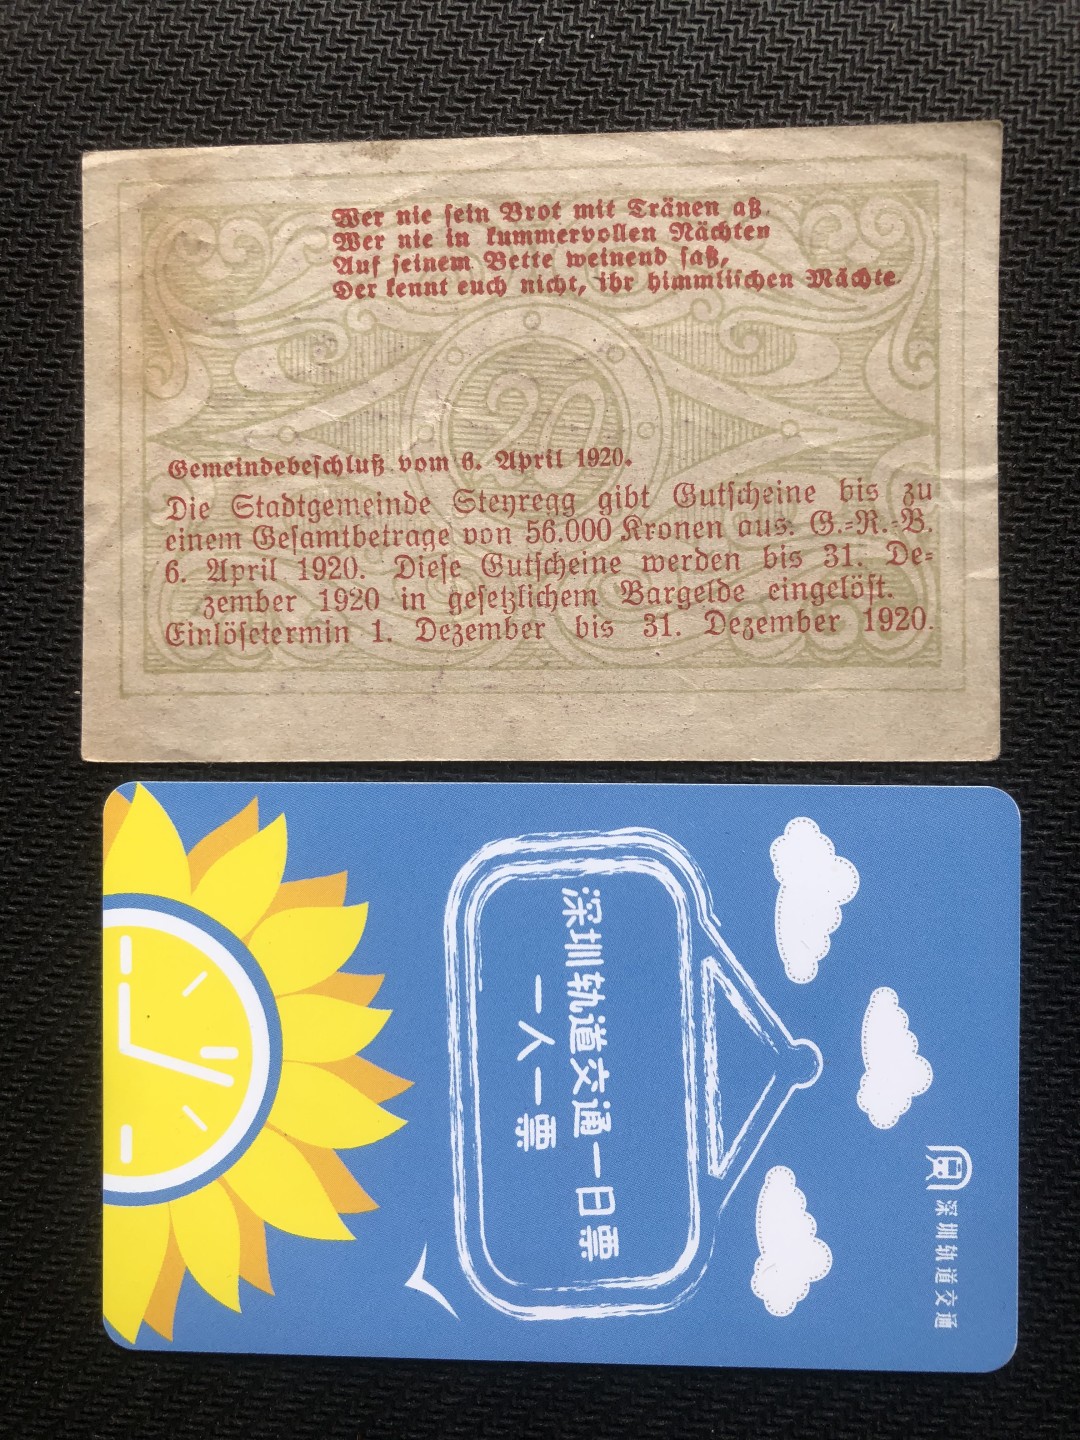 Wer nie sein Brot mit Tränen aß,
Wer nie in kummervollen Nächten
Auf seinem Bette weinend saß,
Der kennt euch nicht, ihr himmlischen Mächte.
20
Gemeindebeschluß vom 6. April 1920.
Die Stadtgemeinde Steyregg gibt Gutscheine bis zu
einem Gesamtbetrage von 56.000 Kronen aus. G.=R.=B.
6. April 1920. Diese Gutscheine werden bis 31. De=
zember 1920 in gesetzlichem Bargelde eingelöst.
Einlösetermin 1. Dezember bis 31. Dezember 1920.
深圳轨道交通
深圳轨道交通一日票
一人一票